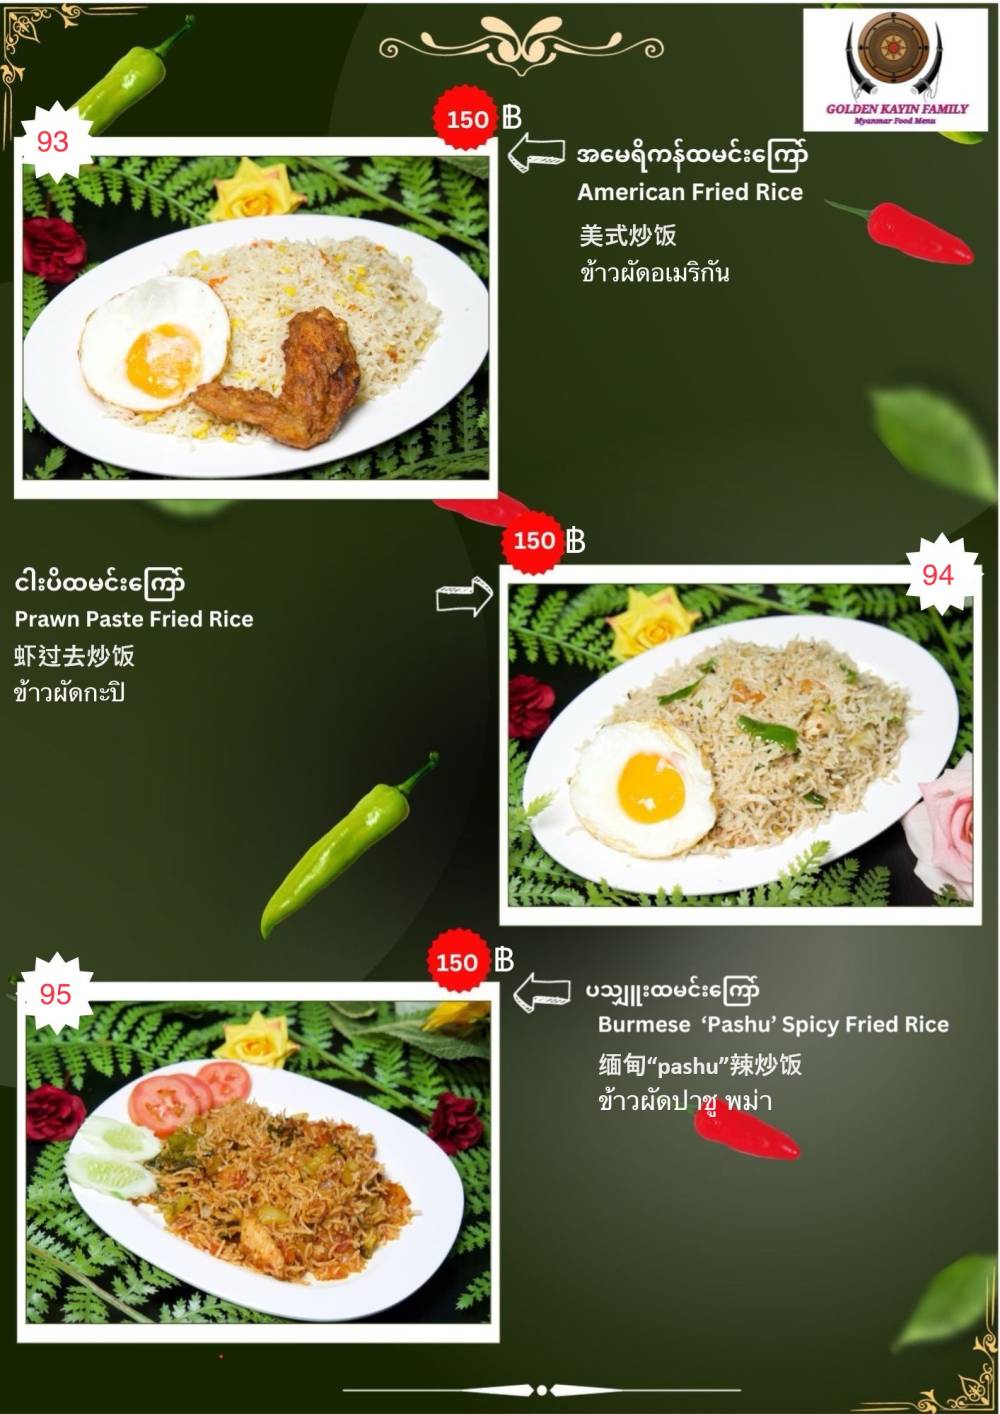 GOLDEN KAYIN FAMILY
Myanmar Food Menu
93
150 ฿
အမေရိကန်ထမင်းကြော်
American Fried Rice
美式炒饭
ข้าวผัดอเมริกัน
150 ฿
94
ငါးပိထမင်းကြော်
Prawn Paste Fried Rice
虾过去炒饭
ข้าวผัดกะปิ
150 ฿
95
ပသျှူးထမင်းကြော်
Burmese ‘Pashu’ Spicy Fried Rice
缅甸“pashu”辣炒饭
ข้าวผัดปาชู พม่า